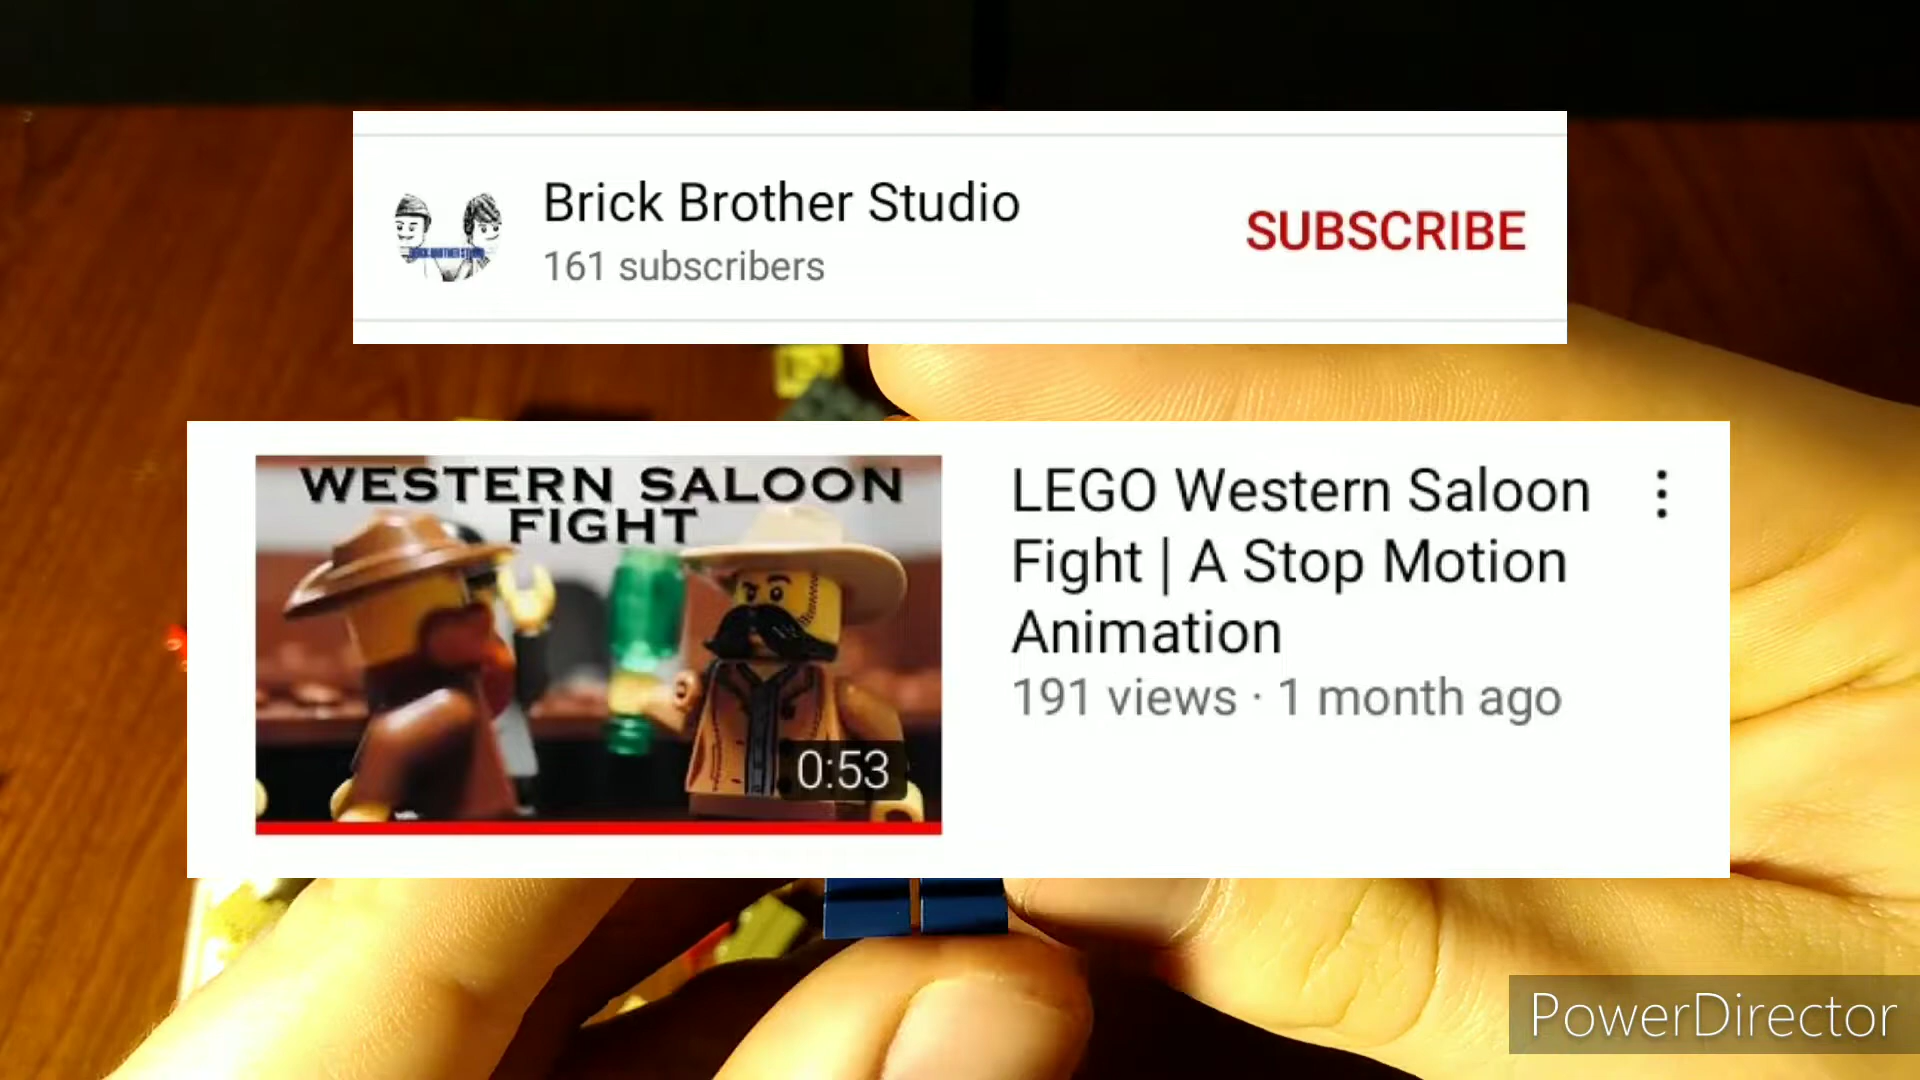 Brick Brother Studio
161 subscribers
SUBSCRIBE
WESTERN SALOON
FIGHT
0:53
LEGO Western Saloon
Fight | A Stop Motion
Animation
191 views · 1 month ago
PowerDirector